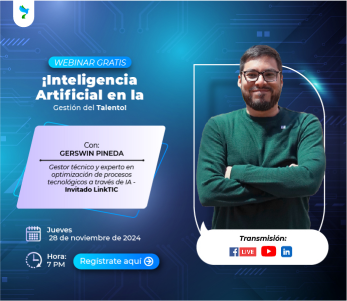 WEBINAR GRATIS
¡Inteligencia
Artificial en la
Gestión del Talento!
Con:
GERSWIN PINEDA
Gestor técnico y experto en
optimización de procesos
tecnológicos a través de IA -
Invitado LinkTIC
Jueves
28 de noviembre de 2024
Hora:
7 PM
Regístrate aquí
Transmisión:
LIVE